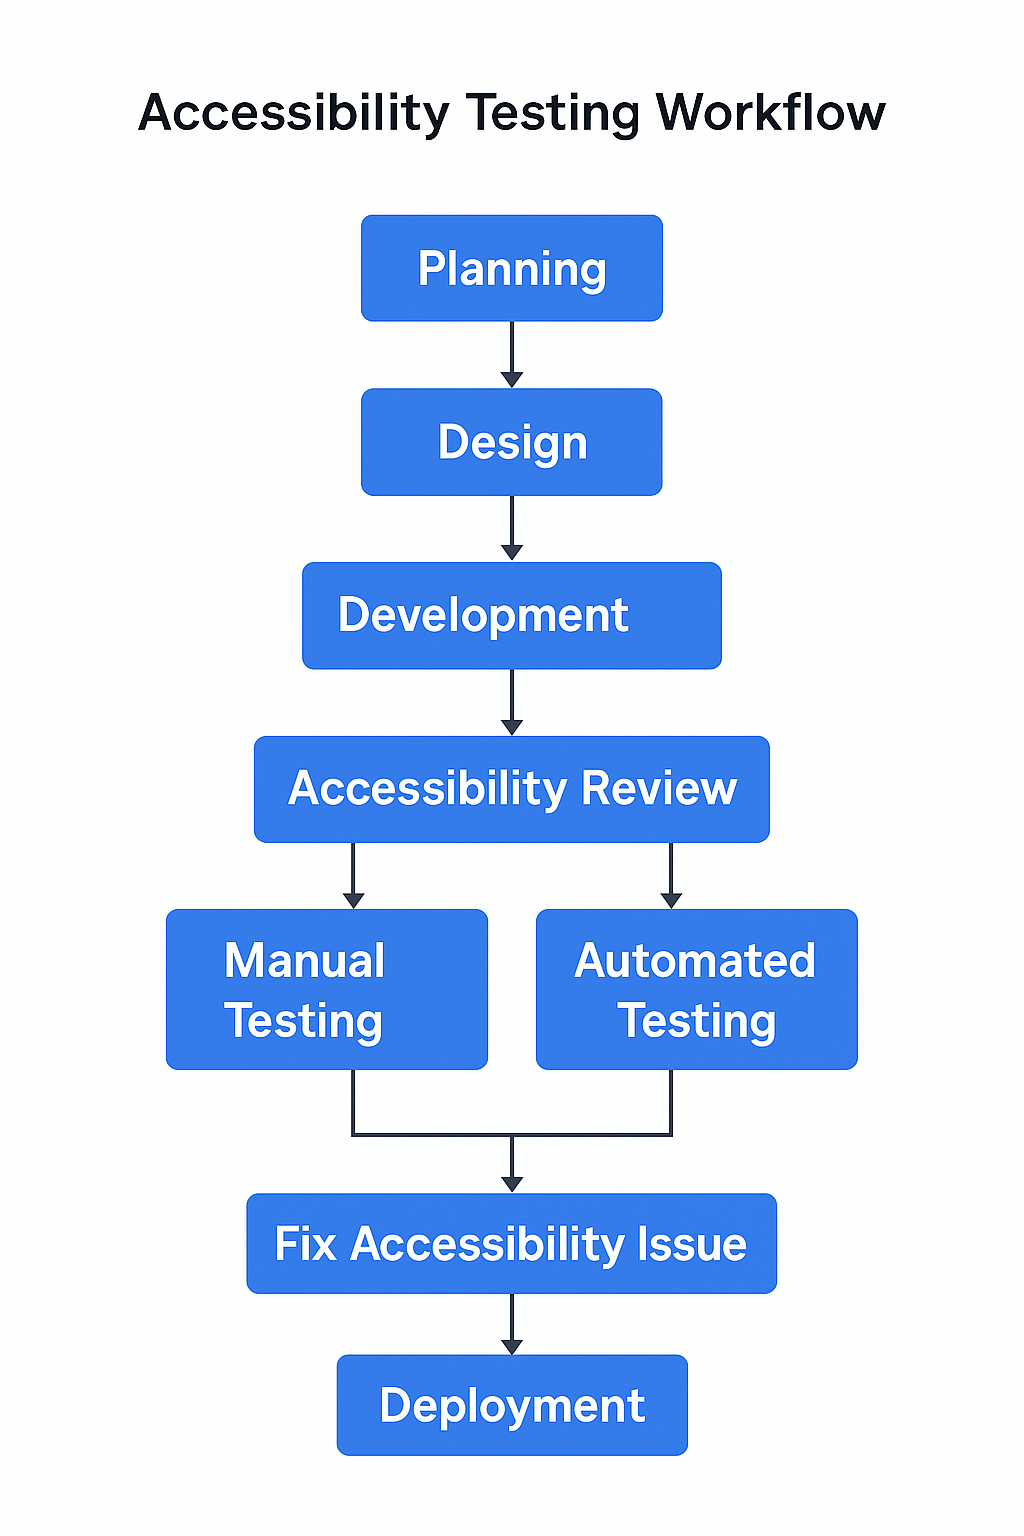 Accessibility Testing Workflow
Planning
Design
Development
Accessibility Review
Manual
Testing
Automated
Testing
Fix Accessibility Issue
Deployment